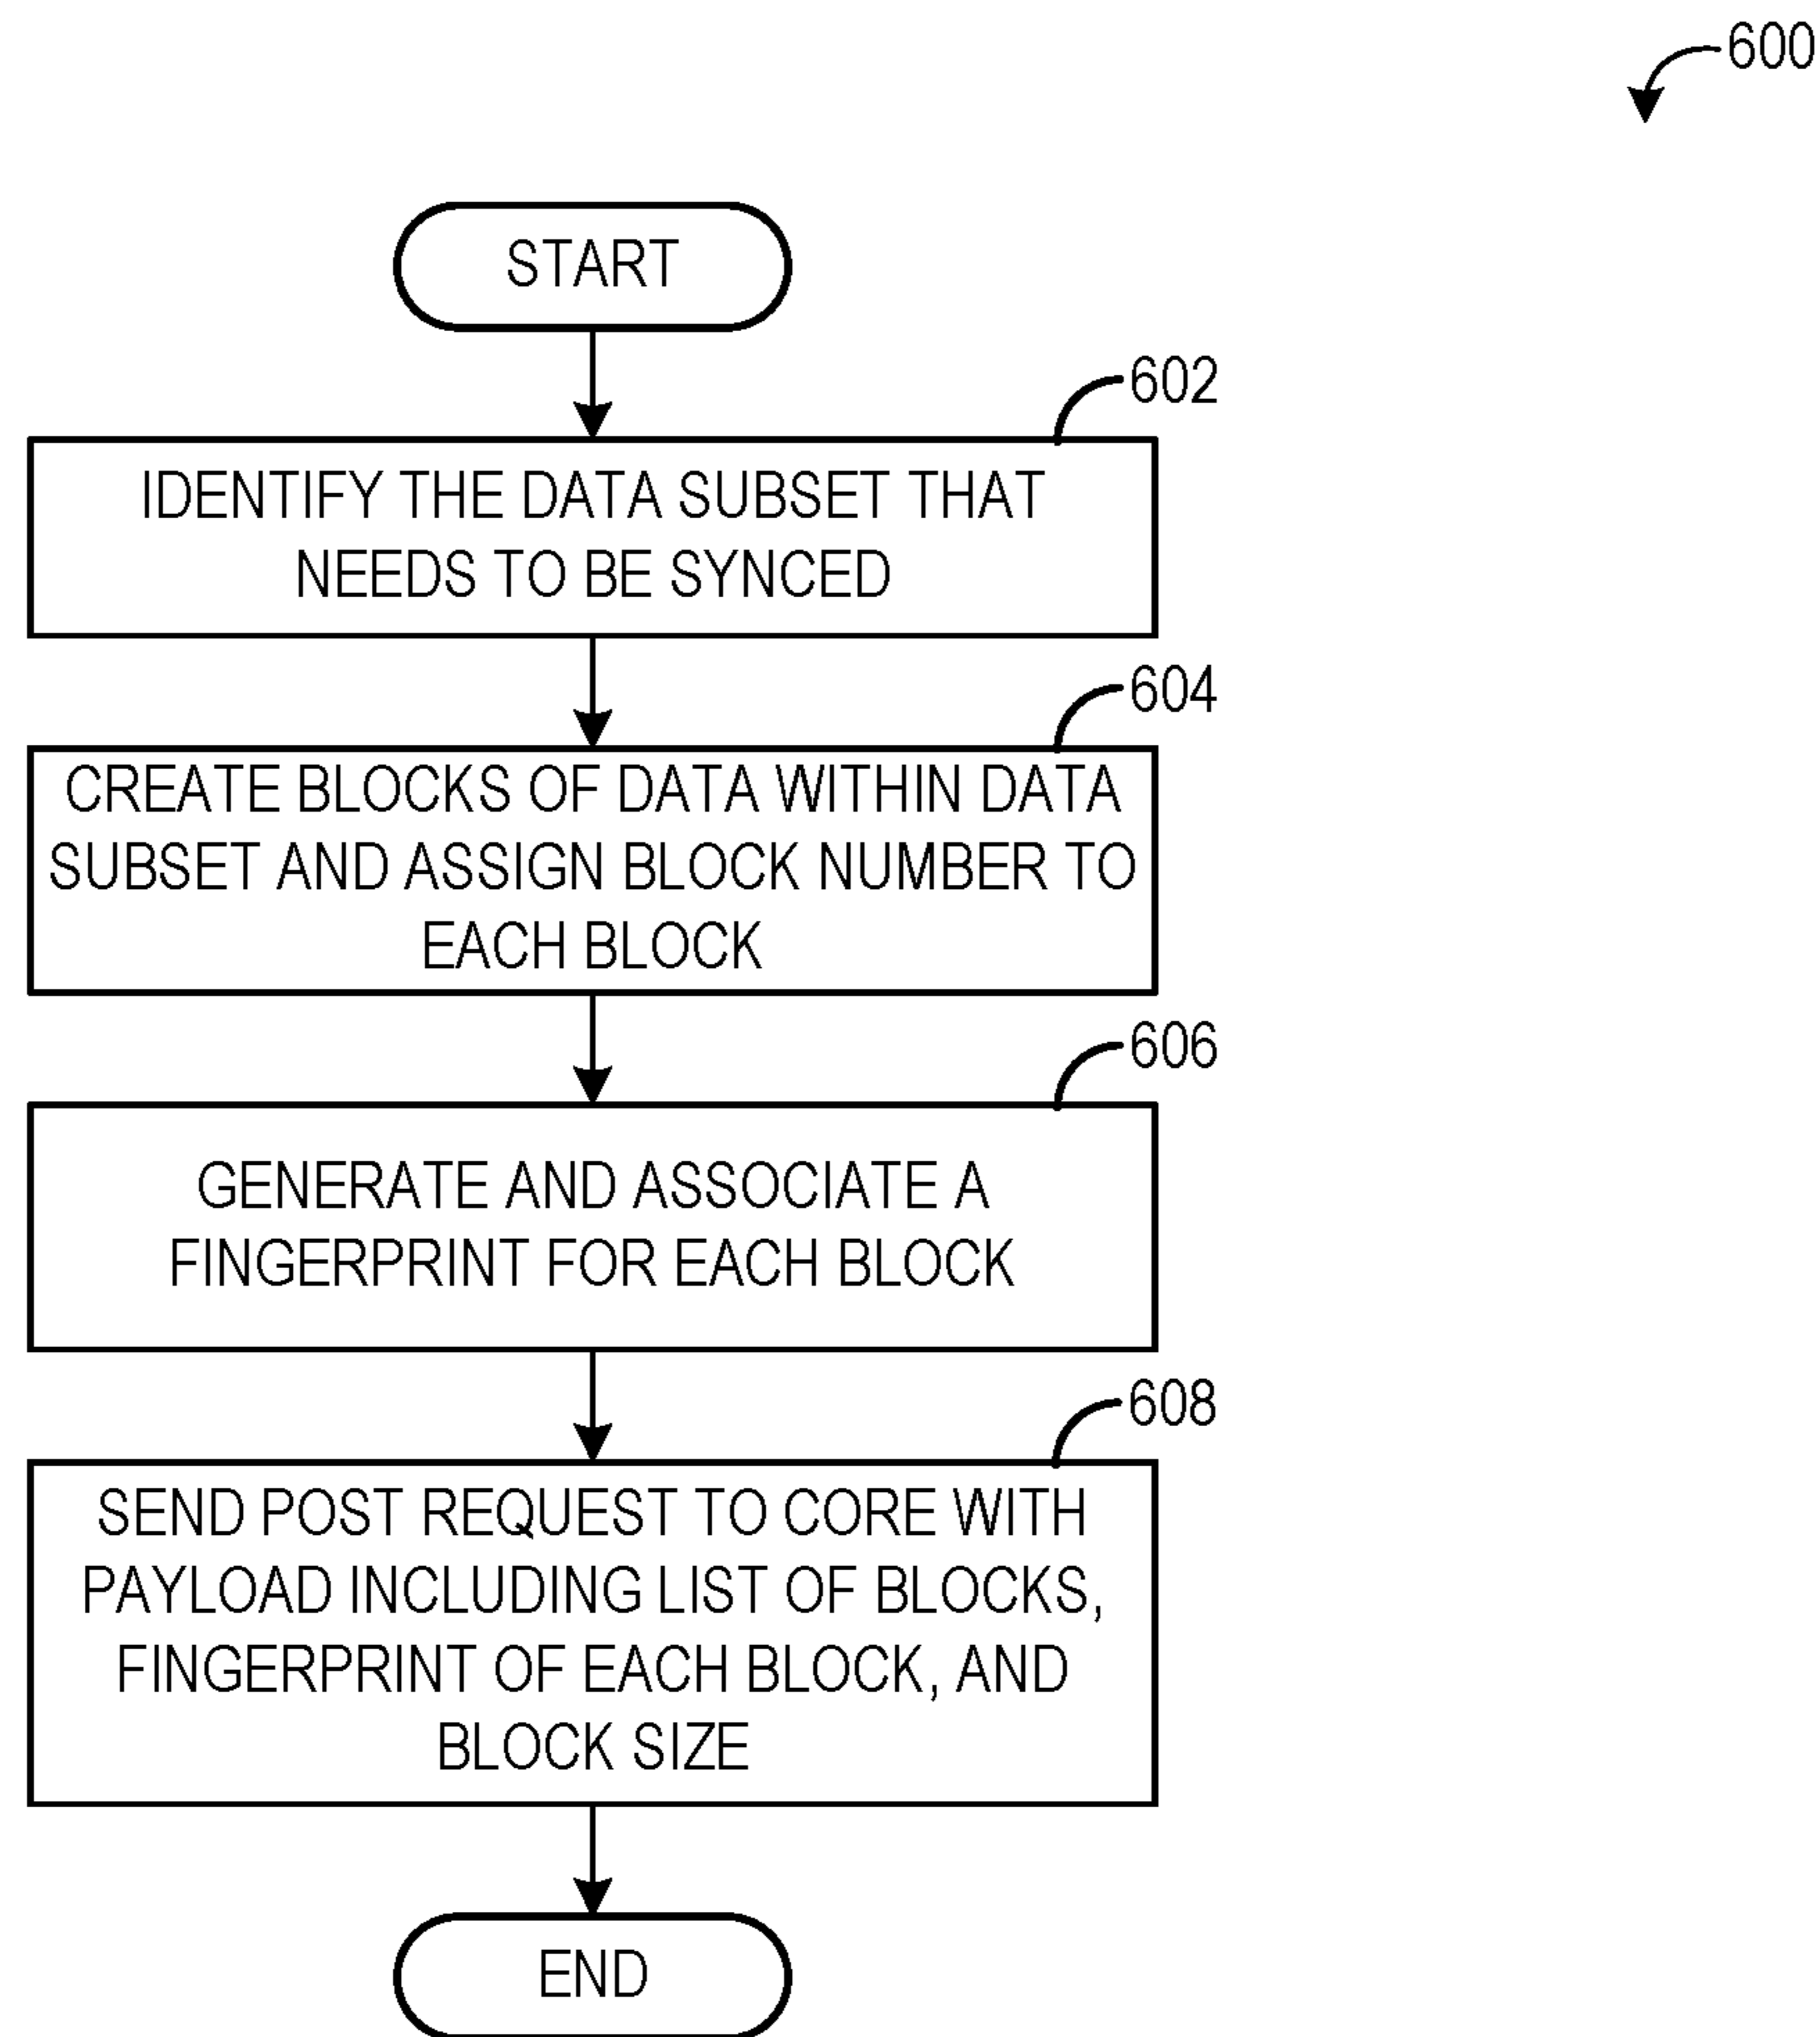 600
START
602
IDENTIFY THE DATA SUBSET THAT
NEEDS TO BE SYNCED
604
CREATE BLOCKS OF DATA WITHIN DATA
SUBSET AND ASSIGN BLOCK NUMBER TO
EACH BLOCK
606
GENERATE AND ASSOCIATE A
FINGERPRINT FOR EACH BLOCK
608
SEND POST REQUEST TO CORE WITH
PAYLOAD INCLUDING LIST OF BLOCKS,
FINGERPRINT OF EACH BLOCK, AND
BLOCK SIZE
END